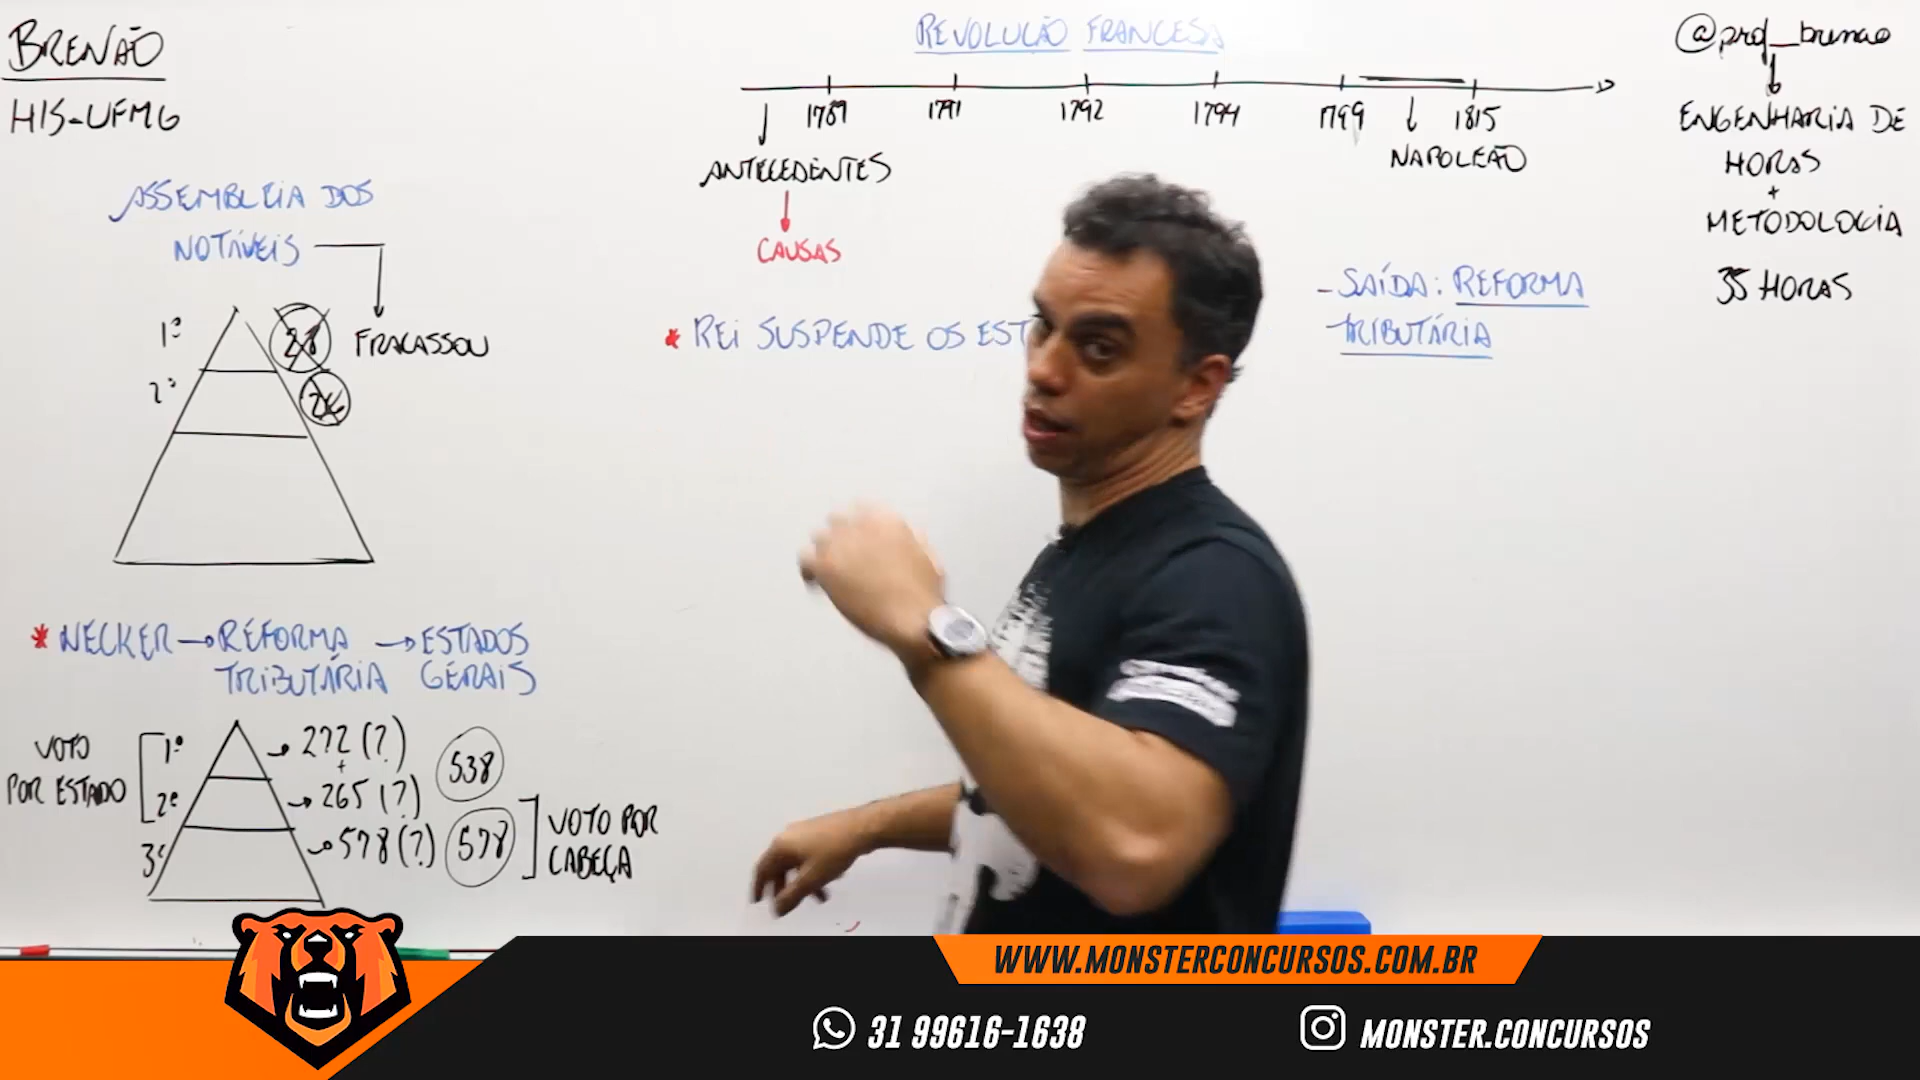 BRENÃO
HIS-UFMG
REVOLUÇÃO FRANCESA
1789
1791
1792
1794
1799
1815
ANTECEDENTES
NAPOLEÃO
CAUSAS
@prof_brenao
ENGENHARIA DE
HORAS
+
METODOLOGIA
35 HORAS
ASSEMBLEIA DOS
NOTÁVEIS
1º
2º
FRACASSOU
* REI SUSPENDE OS EST
- SAÍDA: REFORMA
TRIBUTÁRIA
* NECKER → REFORMA → ESTADOS
TRIBUTÁRIA GERAIS
VOTO
POR ESTADO
1º
2º
3º
272 (?)
+
265 (?)
578 (?)
538
578
VOTO POR
CABEÇA
WWW.MONSTERCONCURSOS.COM.BR
31 99616-1638
MONSTER.CONCURSOS